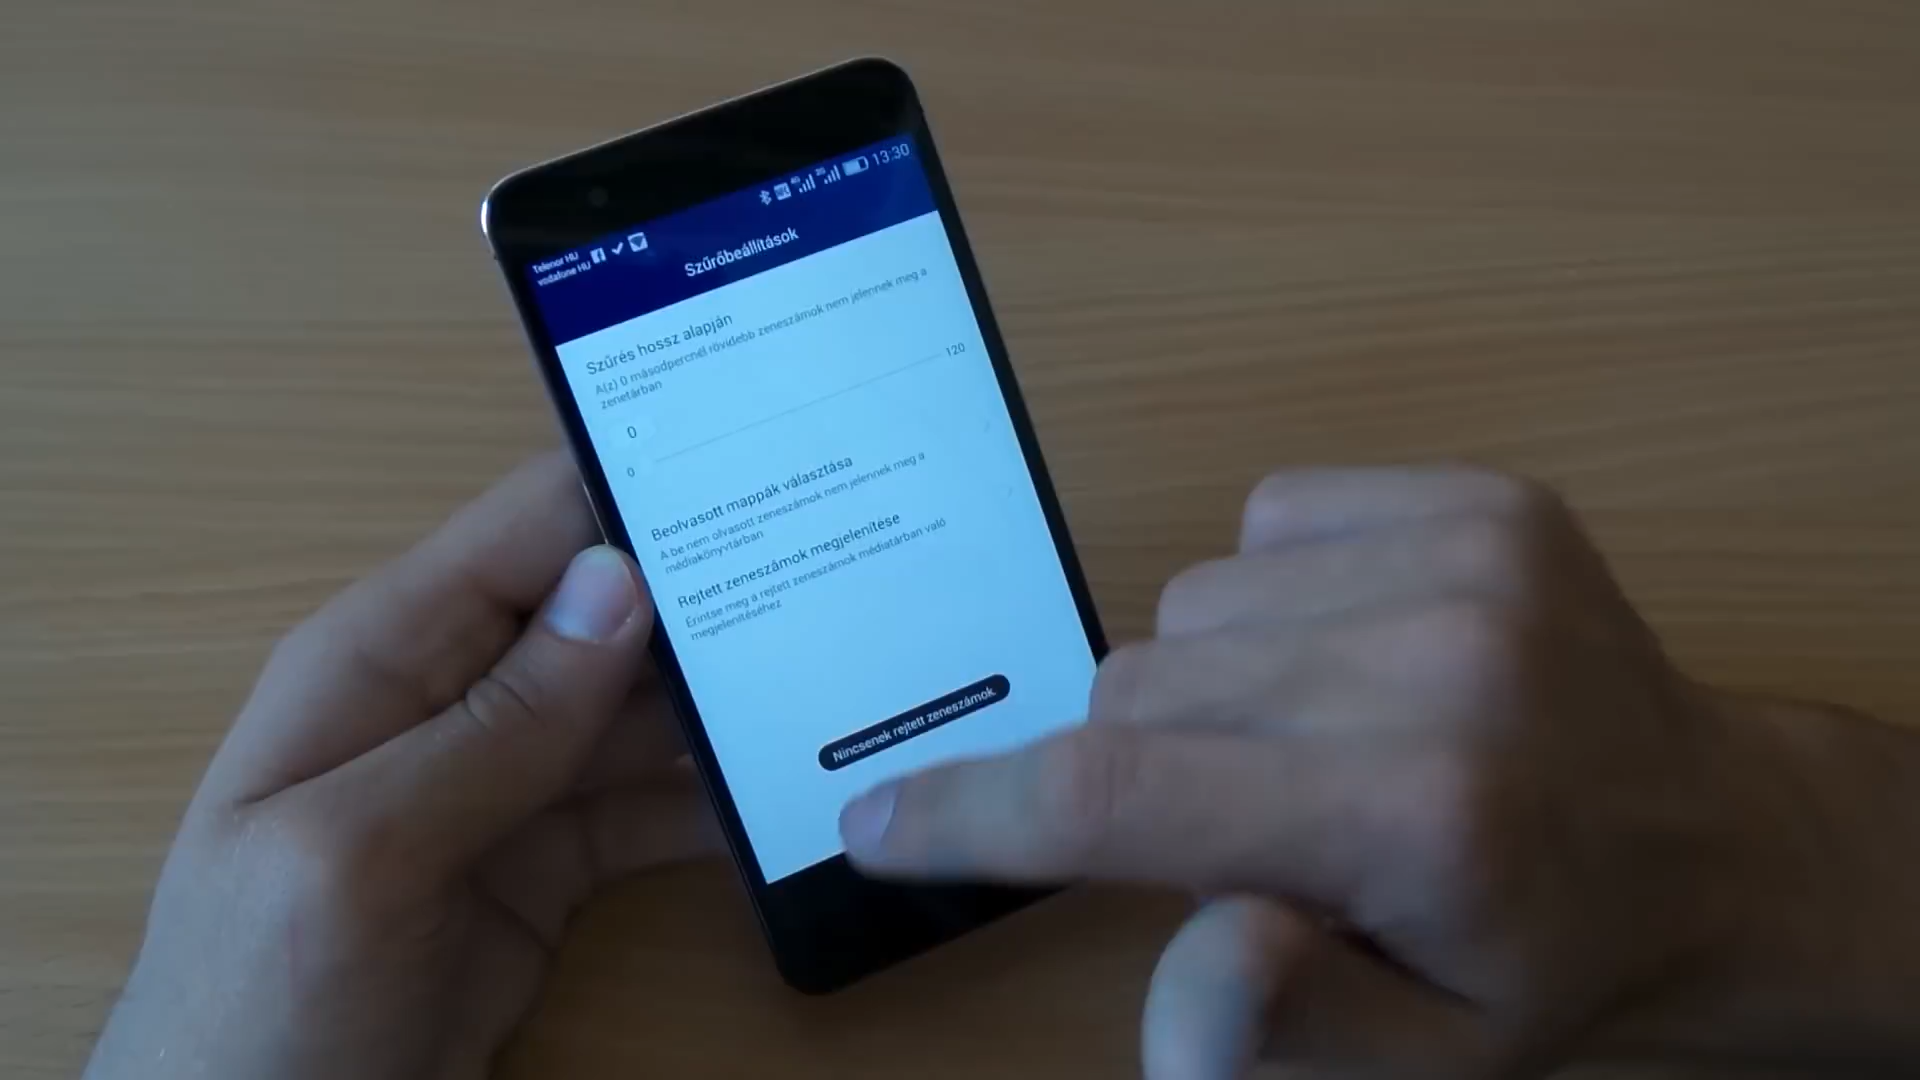 Telenor HU
vodafone HU
4G
2G
13:30
Szűrőbeállítások
Szűrés hossz alapján
A(z) 0 másodpercnél rövidebb zeneszámok nem jelennek meg a
zenetárban
0
0
120
Beolvasott mappák választása
A be nem olvasott zeneszámok nem jelennek meg a
médiakönyvtárban
Rejtett zeneszámok megjelenítése
Érintse meg a rejtett zeneszámok médiatárban való
megjelenítéséhez
Nincsenek rejtett zeneszámok.